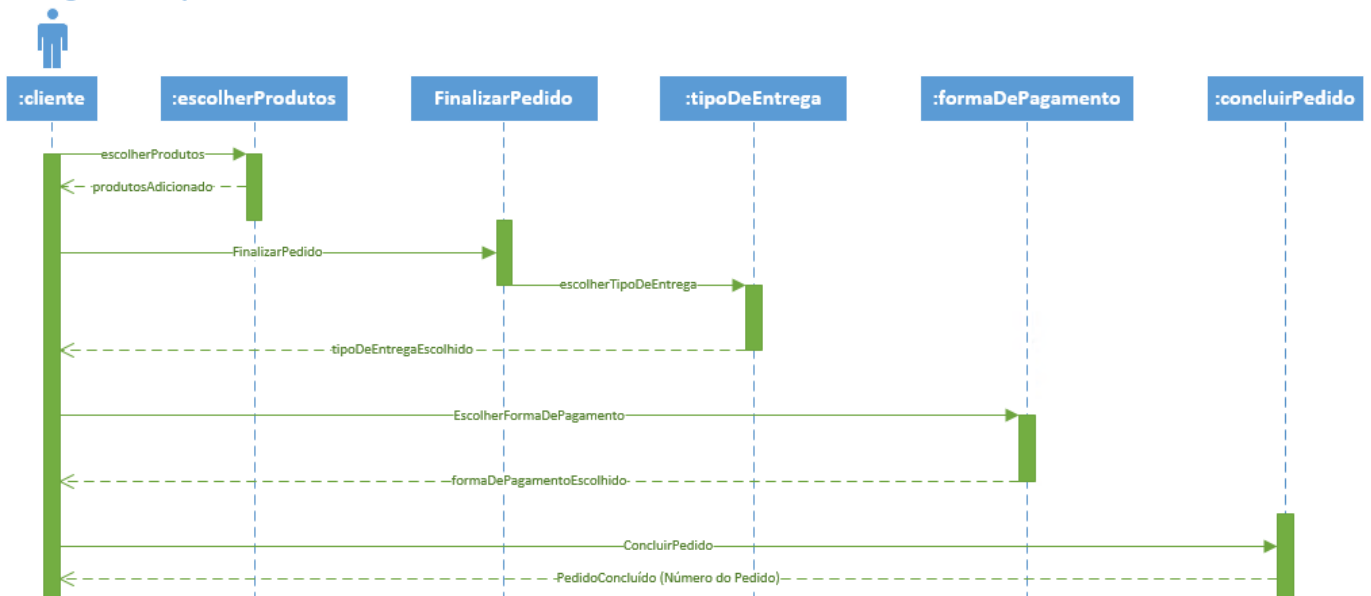 :cliente
:escolherProdutos
FinalizarPedido
:tipoDeEntrega
:formaDePagamento
:concluirPedido
escolherProdutos
produtosAdicionado
FinalizarPedido
escolherTipoDeEntrega
tipoDeEntregaEscolhido
EscolherFormaDePagamento
formaDePagamentoEscolhido
ConcluirPedido
PedidoConcluído (Número do Pedido)